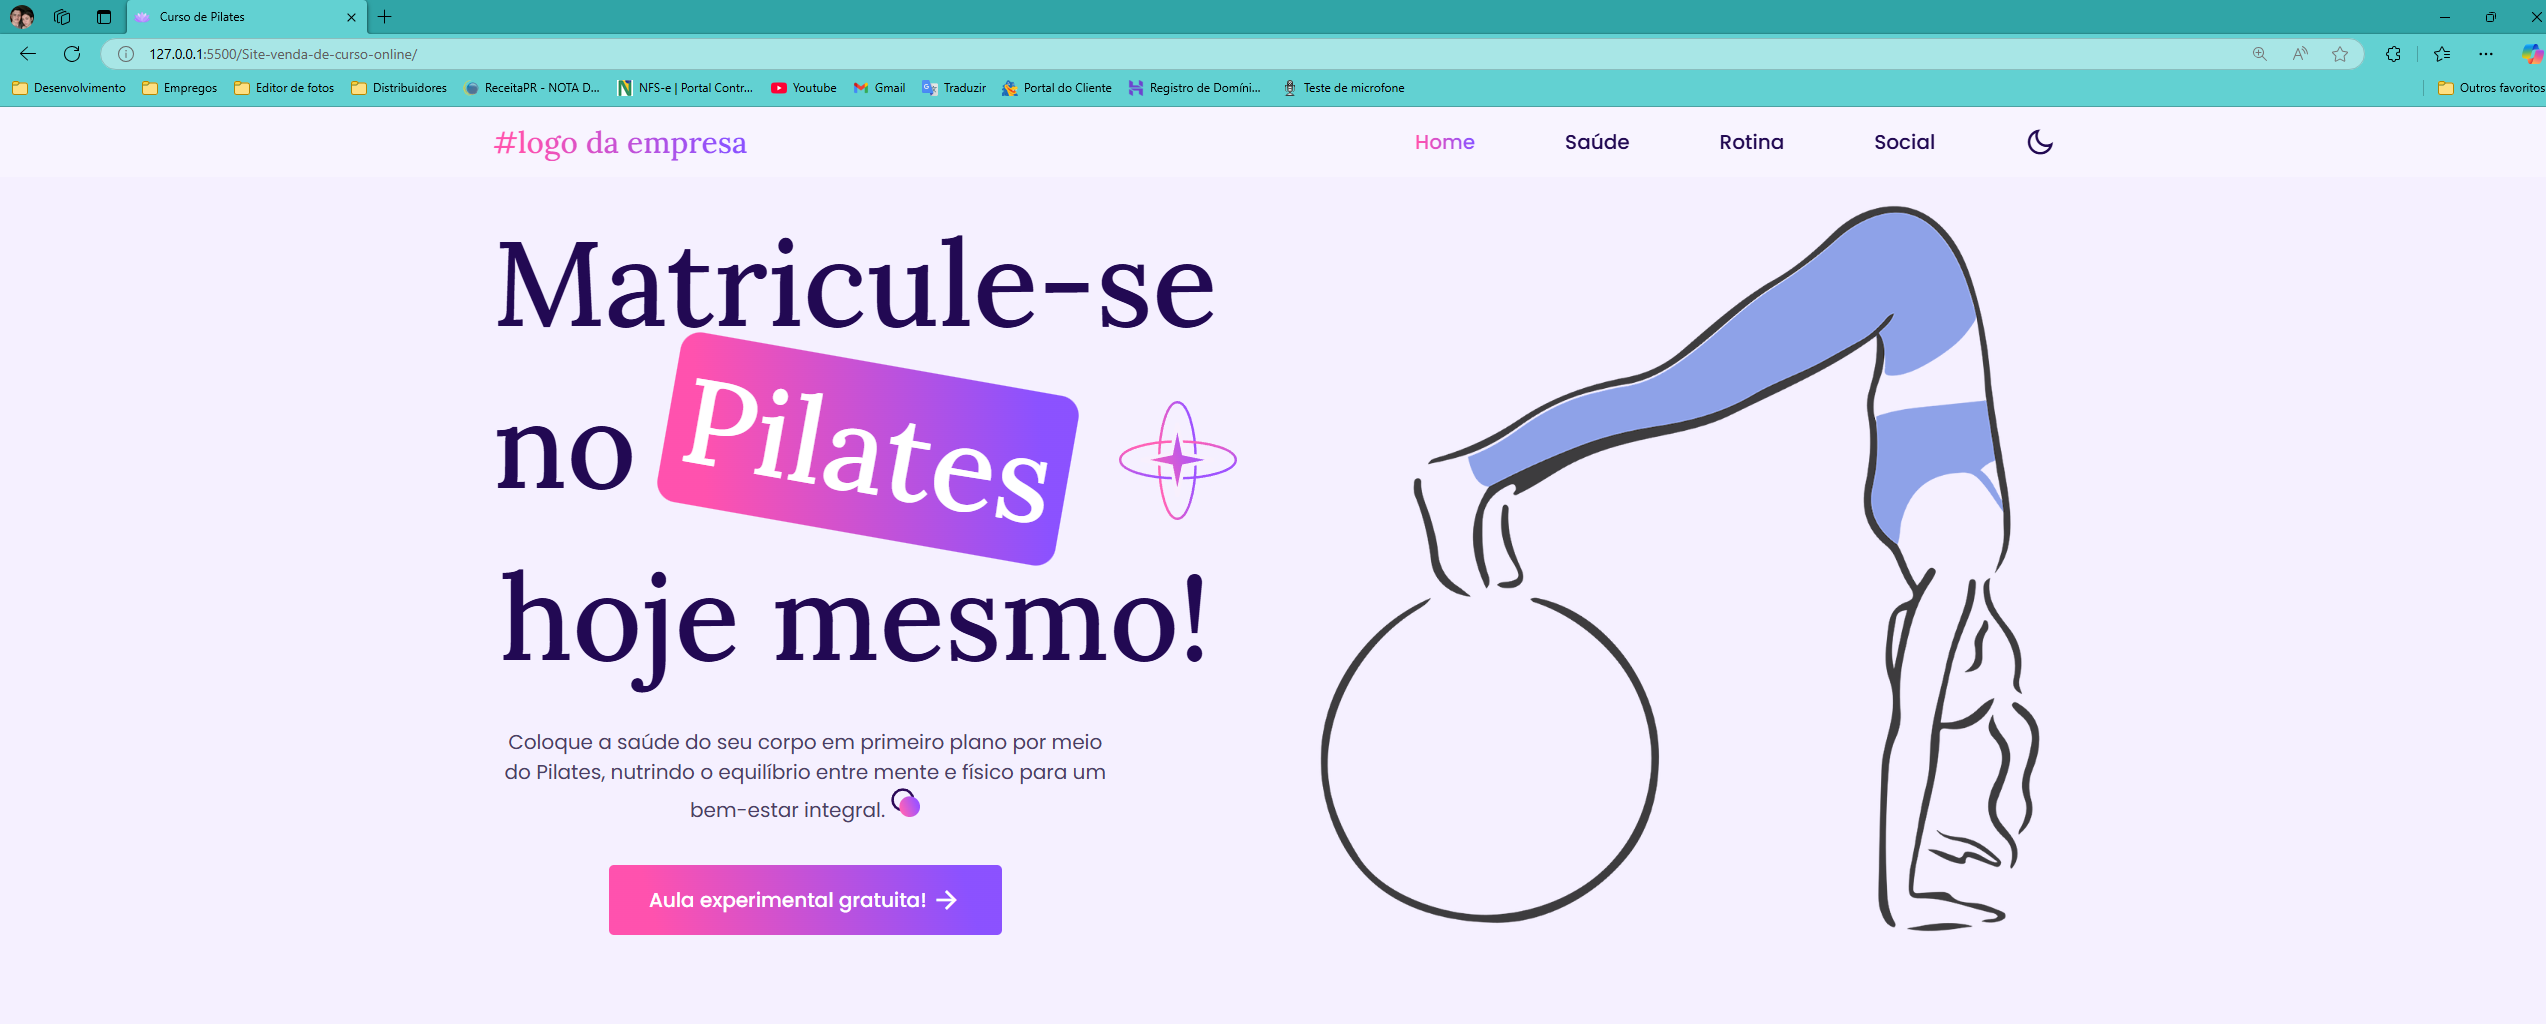 Curso de Pilates
127.0.0.1:5500/Site-venda-de-curso-online/
Desenvolvimento Empregos Editor de fotos Distribuidores ReceitaPR - NOTA D... NFS-e | Portal Contr... Youtube Gmail Traduzir Portal do Cliente Registro de Domíni... Teste de microfone Outros favoritos
#logo da empresa Home Saúde Rotina Social
Matricule-se
no Pilates
hoje mesmo!
Coloque a saúde do seu corpo em primeiro plano por meio
do Pilates, nutrindo o equilíbrio entre mente e físico para um
bem-estar integral.
Aula experimental gratuita!